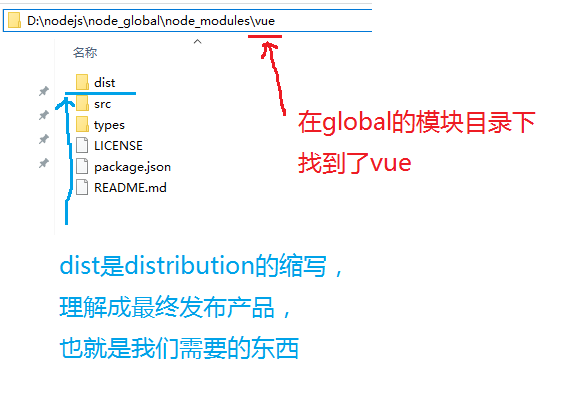 D:\nodejs\node_global\node_modules\vue
名称
dist
src
types
LICENSE
package.json
README.md
在global的模块目录下
找到了vue
dist是distribution的缩写，
理解成最终发布产品，
也就是我们需要的东西